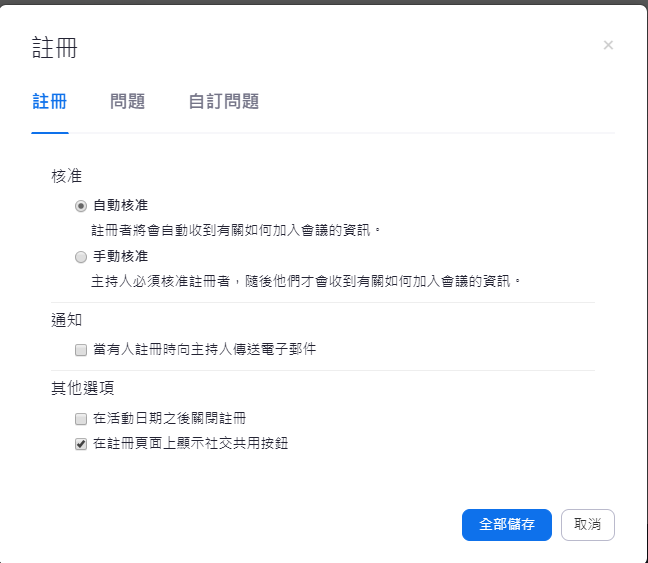 註冊
×
註冊 問題 自訂問題
核准
自動核准
註冊者將會自動收到有關如何加入會議的資訊。
手動核准
主持人必須核准註冊者，隨後他們才會收到有關如何加入會議的資訊。
通知
當有人註冊時向主持人傳送電子郵件
其他選項
在活動日期之後關閉註冊
在註冊頁面上顯示社交共用按鈕
全部儲存 取消